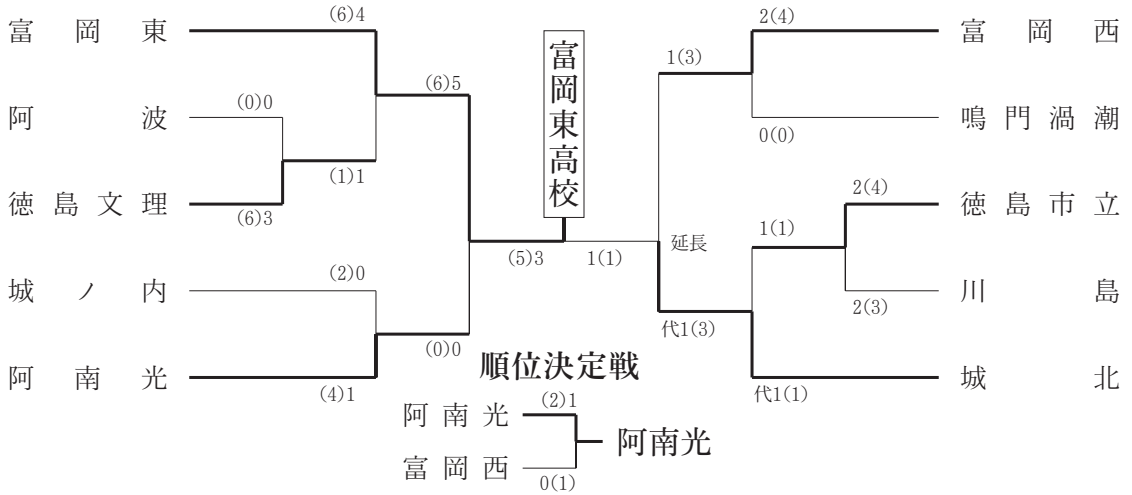 (6)4
2(4)
富岡東
富岡西
(6)5
1(3)
(0)0
阿波
鳴門渦潮
0(0)
(1)1
富岡東高校
徳島文理
(6)3
2(4)
徳島市立
1(1)
延長
(5)3
1(1)
(2)0
城ノ内
川島
2(3)
代1(3)
(0)0
順位決定戦
阿南光
(4)1
代1(1)
城北
阿南光
(2)1
阿南光
富岡西
0(1)